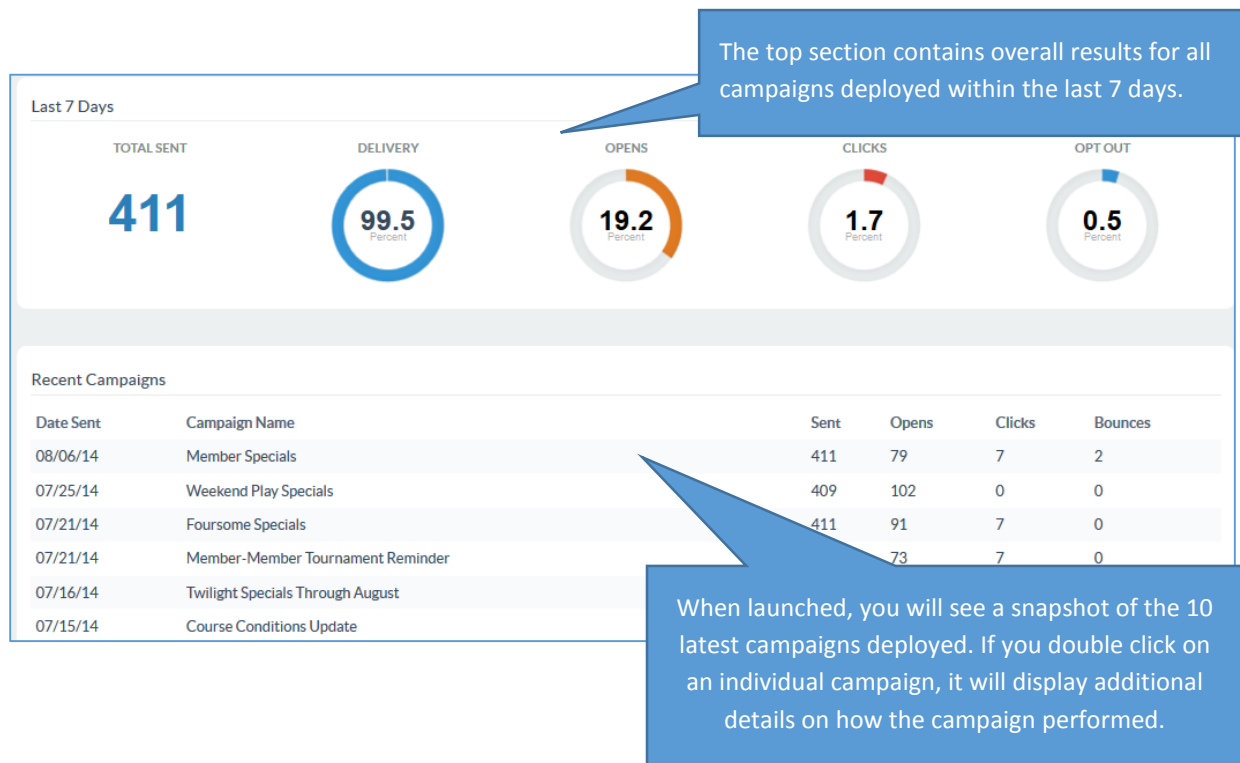 The top section contains overall results for all
campaigns deployed within the last 7 days.
Last 7 Days
TOTAL SENT DELIVERY OPENS CLICKS OPT OUT
411 99.5 19.2 1.7 0.5
Percent Percent Percent Percent
Recent Campaigns
Date Sent Campaign Name Sent Opens Clicks Bounces
08/06/14 Member Specials 411 79 7 2
07/25/14 Weekend Play Specials 409 102 0 0
07/21/14 Foursome Specials 411 91 7 0
07/21/14 Member-Member Tournament Reminder 73 7 0
07/16/14 Twilight Specials Through August
07/15/14 Course Conditions Update
When launched, you will see a snapshot of the 10
latest campaigns deployed. If you double click on
an individual campaign, it will display additional
details on how the campaign performed.